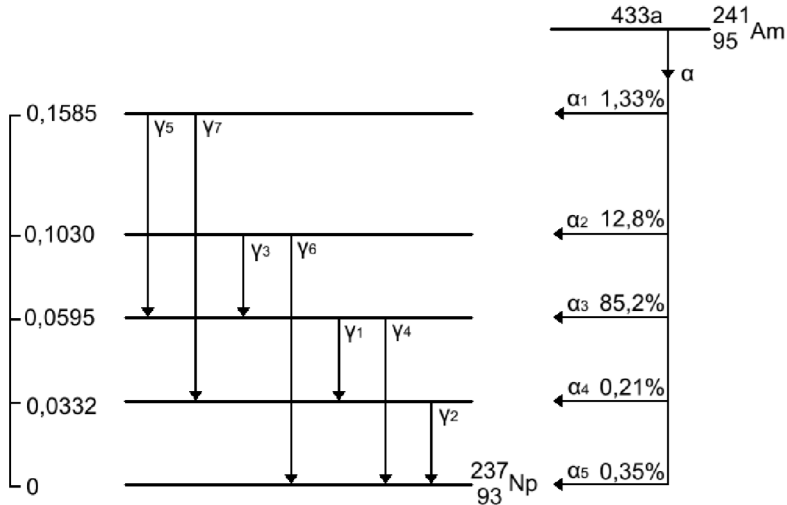 433a 241
95 Am
α
0,1585 γ5 γ7 α1 1,33%
0,1030 γ3 γ6 α2 12,8%
0,0595 γ1 γ4 α3 85,2%
0,0332 γ2 α4 0,21%
0 237
93 Np α5 0,35%